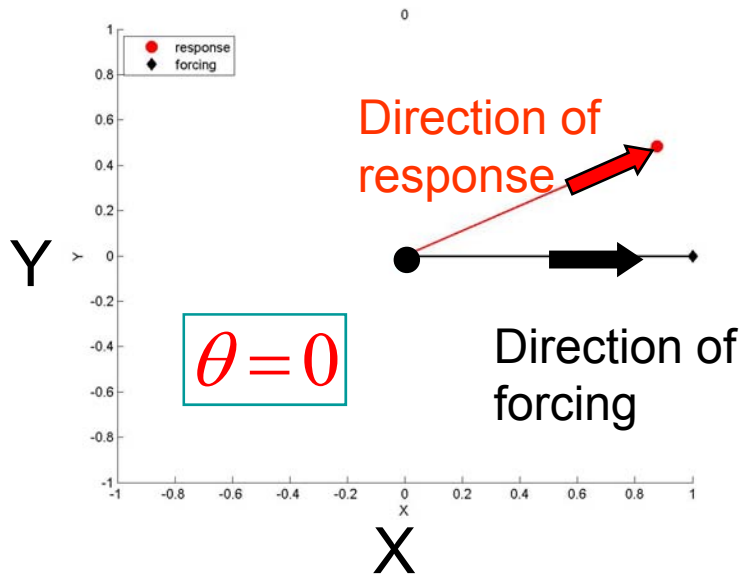 0
1
response
forcing
0.8
0.6
Direction of
response
0.4
0.2
Y
Y
0
-0.2
θ = 0
Direction of
forcing
-0.4
-0.6
-0.8
-1
-1 -0.8 -0.6 -0.4 -0.2 0 0.2 0.4 0.6 0.8 1
X
X